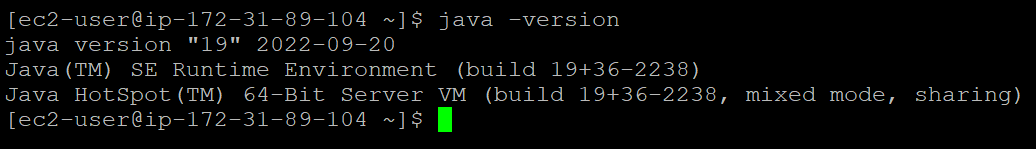 [ec2-user@ip-172-31-89-104 ~]$ java -version
java version "19" 2022-09-20
Java(TM) SE Runtime Environment (build 19+36-2238)
Java HotSpot(TM) 64-Bit Server VM (build 19+36-2238, mixed mode, sharing)
[ec2-user@ip-172-31-89-104 ~]$